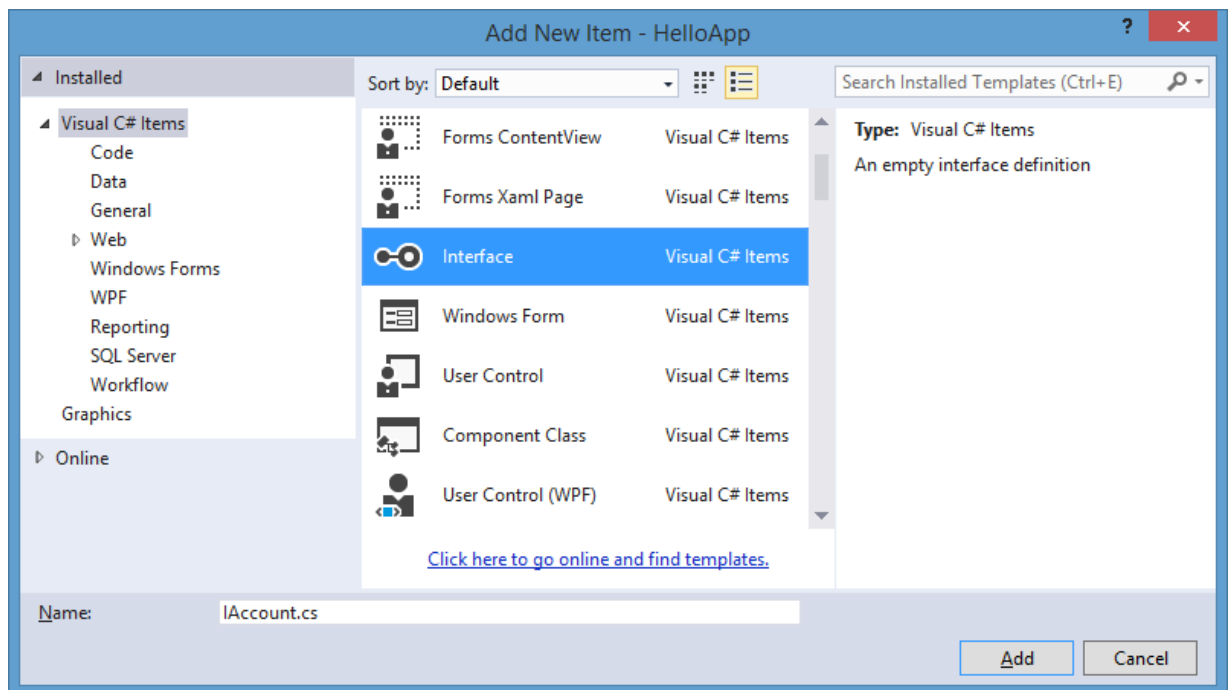 Add New Item - HelloApp
?
Installed
Visual C# Items
Code
Data
General
Web
Windows Forms
WPF
Reporting
SQL Server
Workflow
Graphics
Online
Sort by: Default
Forms ContentView Visual C# Items
Forms Xaml Page Visual C# Items
Interface Visual C# Items
Windows Form Visual C# Items
User Control Visual C# Items
Component Class Visual C# Items
User Control (WPF) Visual C# Items
Click here to go online and find templates.
Search Installed Templates (Ctrl+E)
Type: Visual C# Items
An empty interface definition
Name: IAccount.cs
Add Cancel